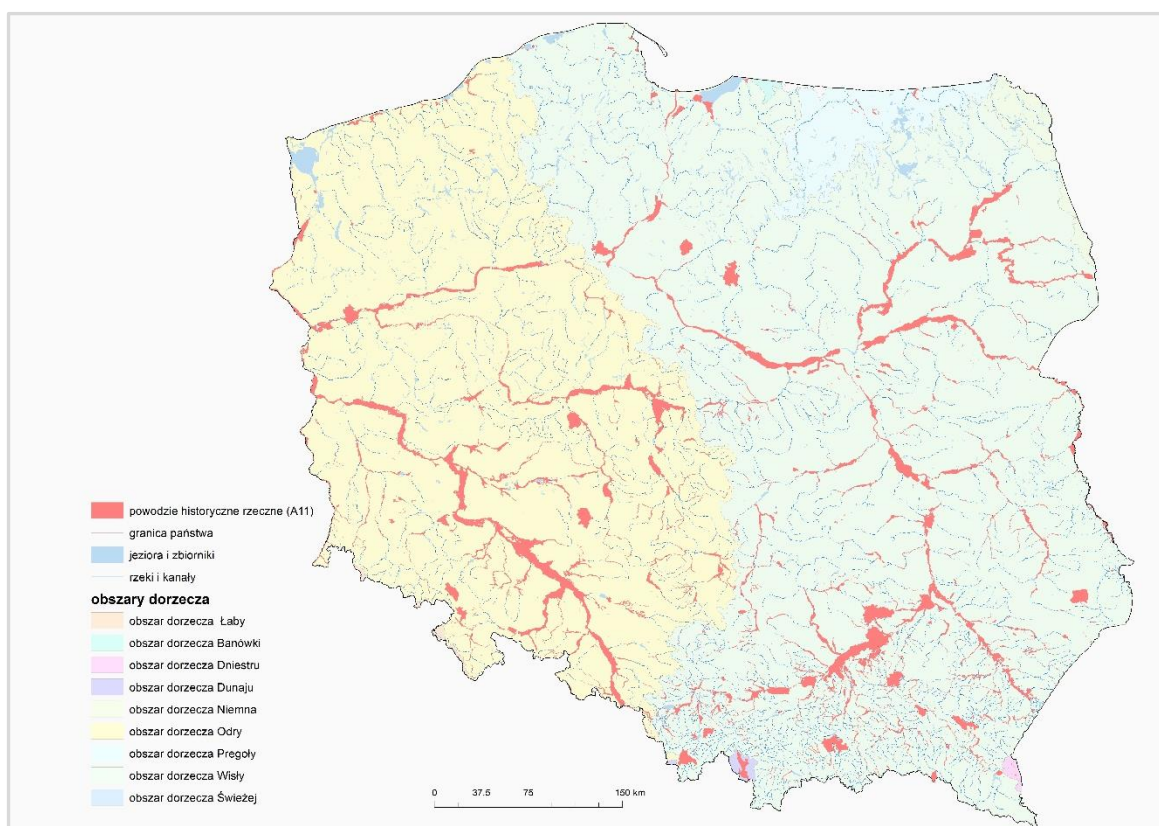 powodzie historyczne rzeczne (A11)
granica państwa
jeziora i zbiorniki
rzeki i kanały
obszary dorzecza
obszar dorzecza Łaby
obszar dorzecza Banówki
obszar dorzecza Dniestru
obszar dorzecza Dunaju
obszar dorzecza Niemna
obszar dorzecza Odry
obszar dorzecza Pregoły
obszar dorzecza Wisły
obszar dorzecza Świeżej
0 37.5 75 150 km